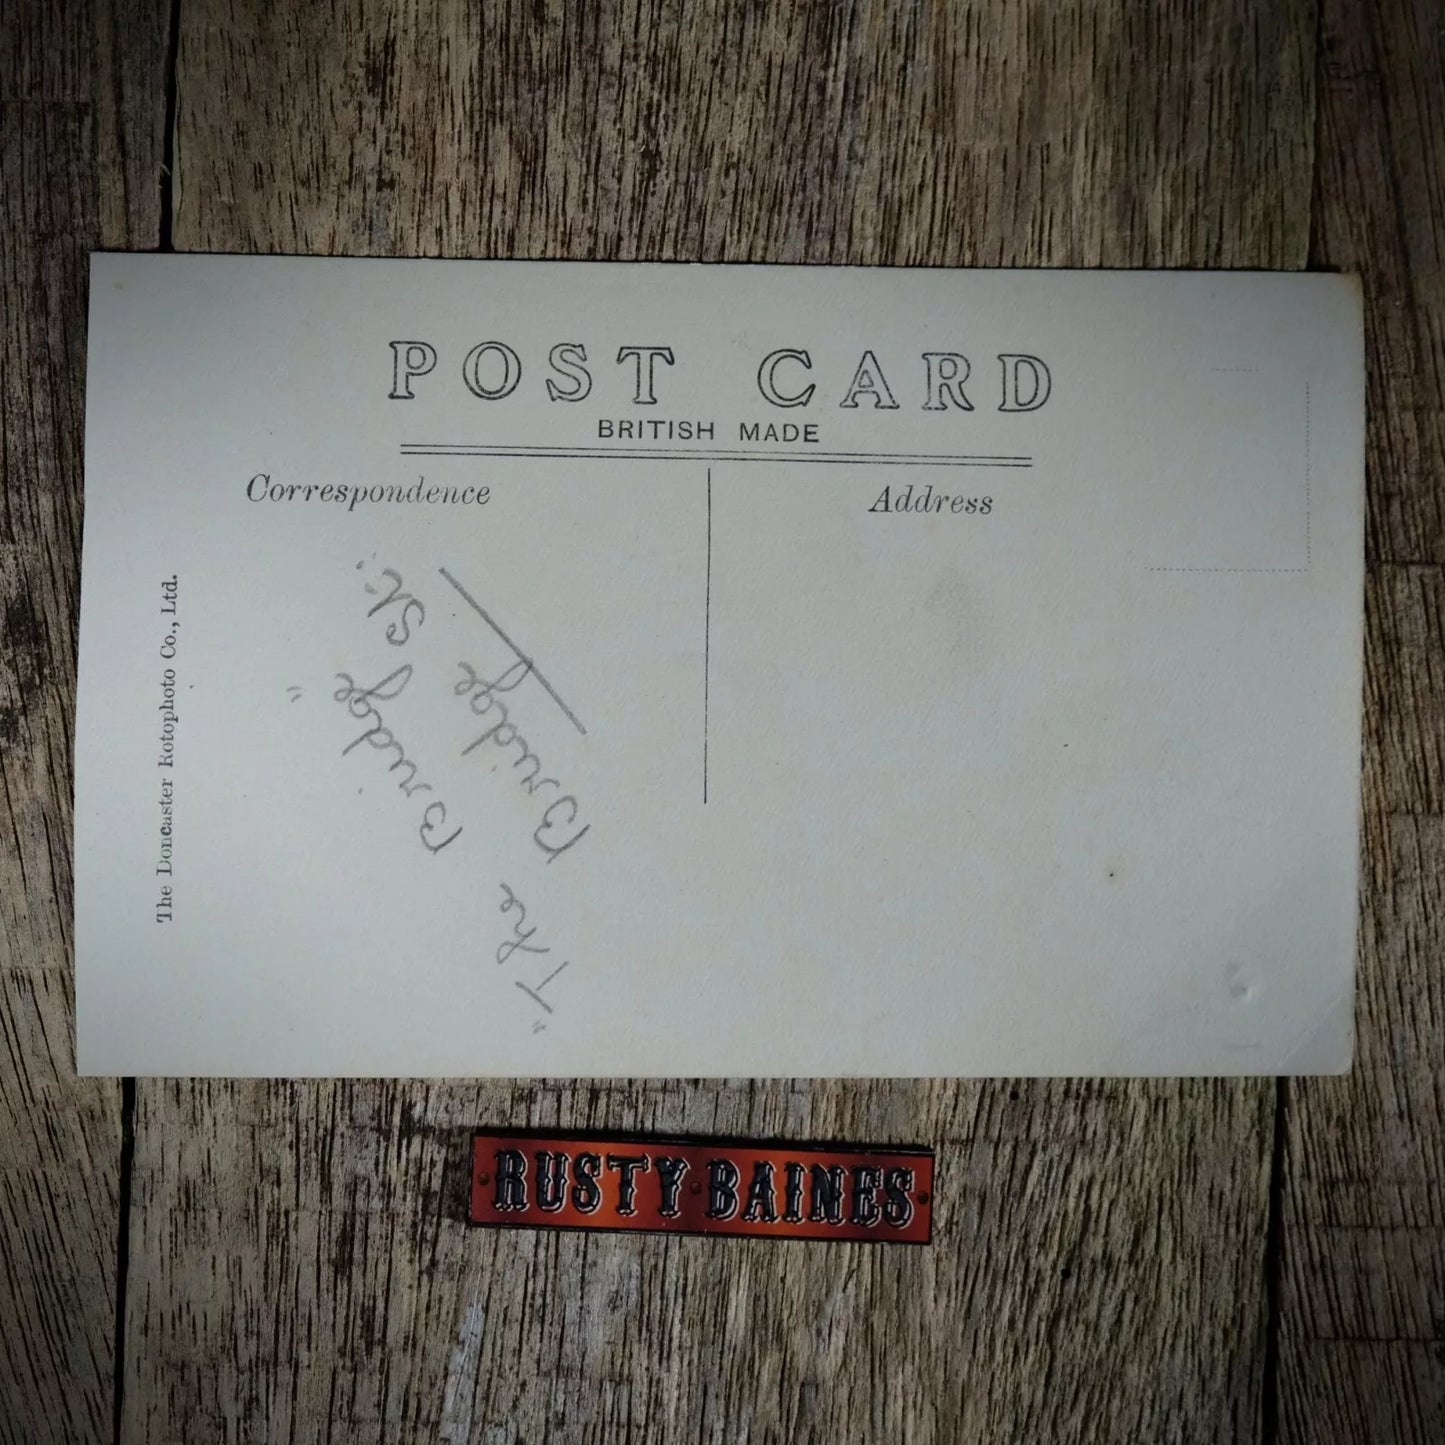 POST CARD
BRITISH MADE
Correspondence
Address
The Doncaster Rotophoto Co., Ltd.
"The Bridge"
Bridge St.
RUSTY BAINES